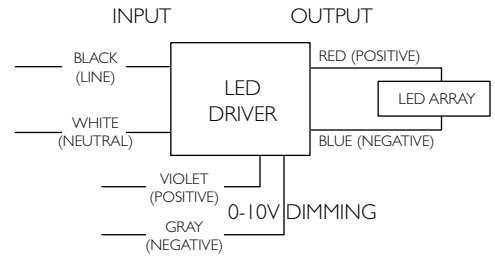 INPUT
OUTPUT
BLACK
(LINE)
RED (POSITIVE)
LED
DRIVER
LED ARRAY
WHITE
(NEUTRAL)
BLUE (NEGATIVE)
VIOLET
(POSITIVE)
0-10V DIMMING
GRAY
(NEGATIVE)